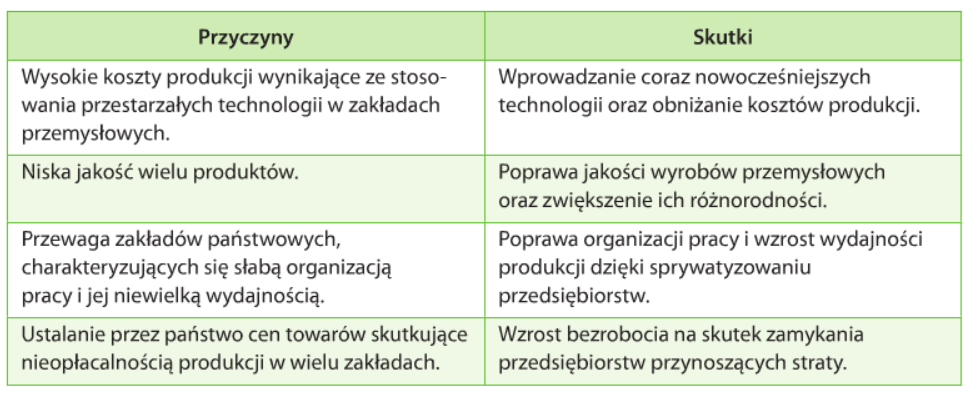 Przyczyny
Skutki
Wysokie koszty produkcji wynikające ze stoso-
wania przestarzałych technologii w zakładach
przemysłowych.
Wprowadzanie coraz nowocześniejszych
technologii oraz obniżanie kosztów produkcji.
Niska jakość wielu produktów.
Poprawa jakości wyrobów przemysłowych
oraz zwiększenie ich różnorodności.
Przewaga zakładów państwowych,
charakteryzujących się słabą organizacją
pracy i jej niewielką wydajnością.
Poprawa organizacji pracy i wzrost wydajności
produkcji dzięki sprywatyzowaniu
przedsiębiorstw.
Ustalanie przez państwo cen towarów skutkujące
nieopłacalnością produkcji w wielu zakładach.
Wzrost bezrobocia na skutek zamykania
przedsiębiorstw przynoszących straty.